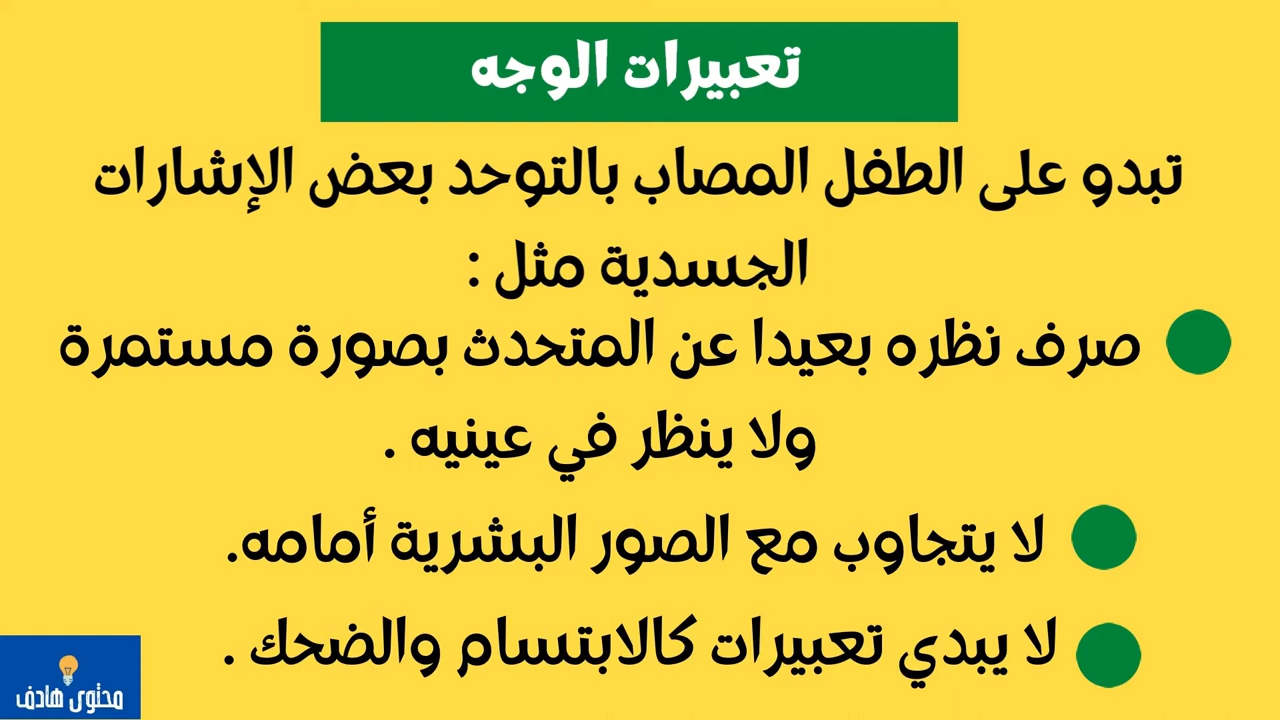 تعبيرات الوجه
تبدو على الطفل المصاب بالتوحد بعض الإشارات
الجسدية مثل :
صرف نظره بعيدا عن المتحدث بصورة مستمرة
ولا ينظر في عينيه .
لا يتجاوب مع الصور البشرية أمامه.
لا يبدي تعبيرات كالابتسام والضحك .
محتوى هادف